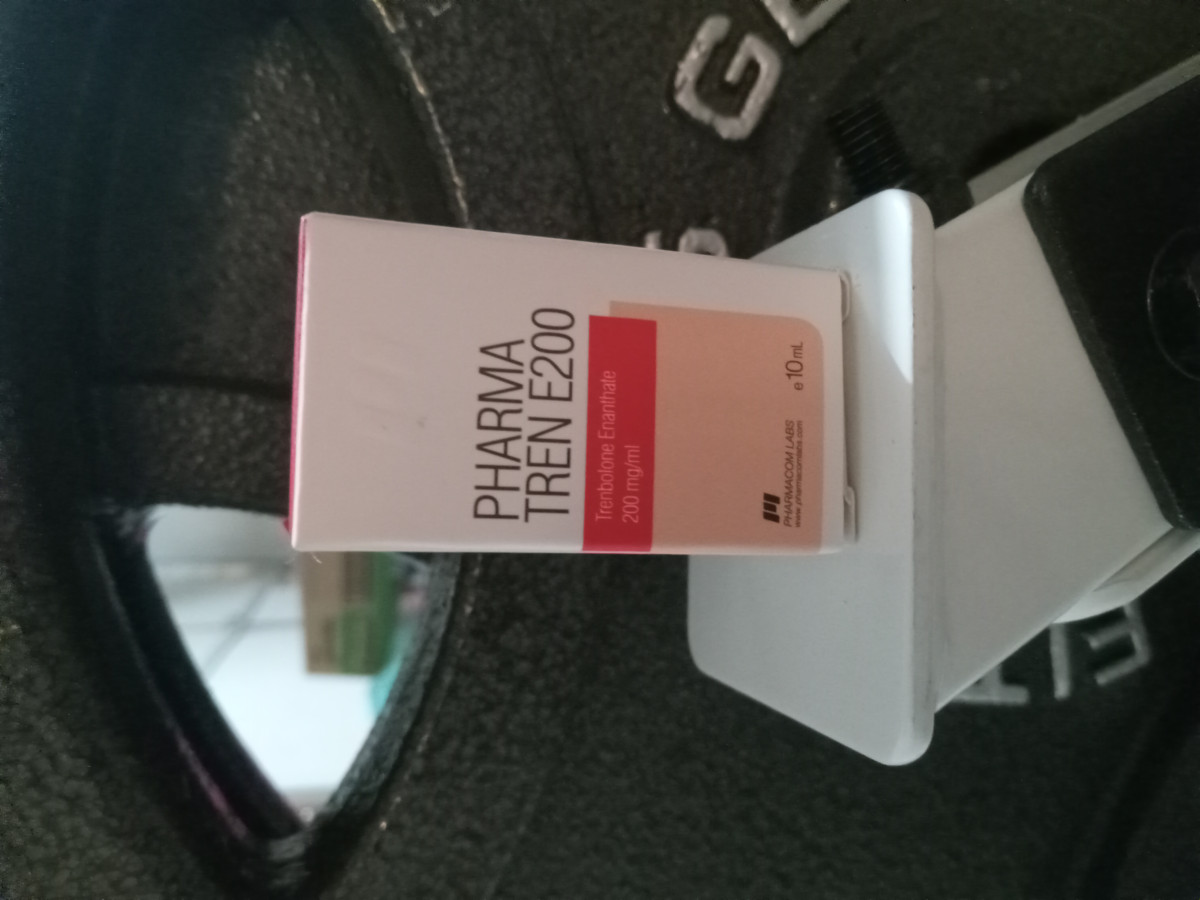 PHARMA
TREN E200
Trenbolone Enanthate
200 mg/ml
PHARMACOM LABS
www.pharmacomlabs.com
e 10 mL
G